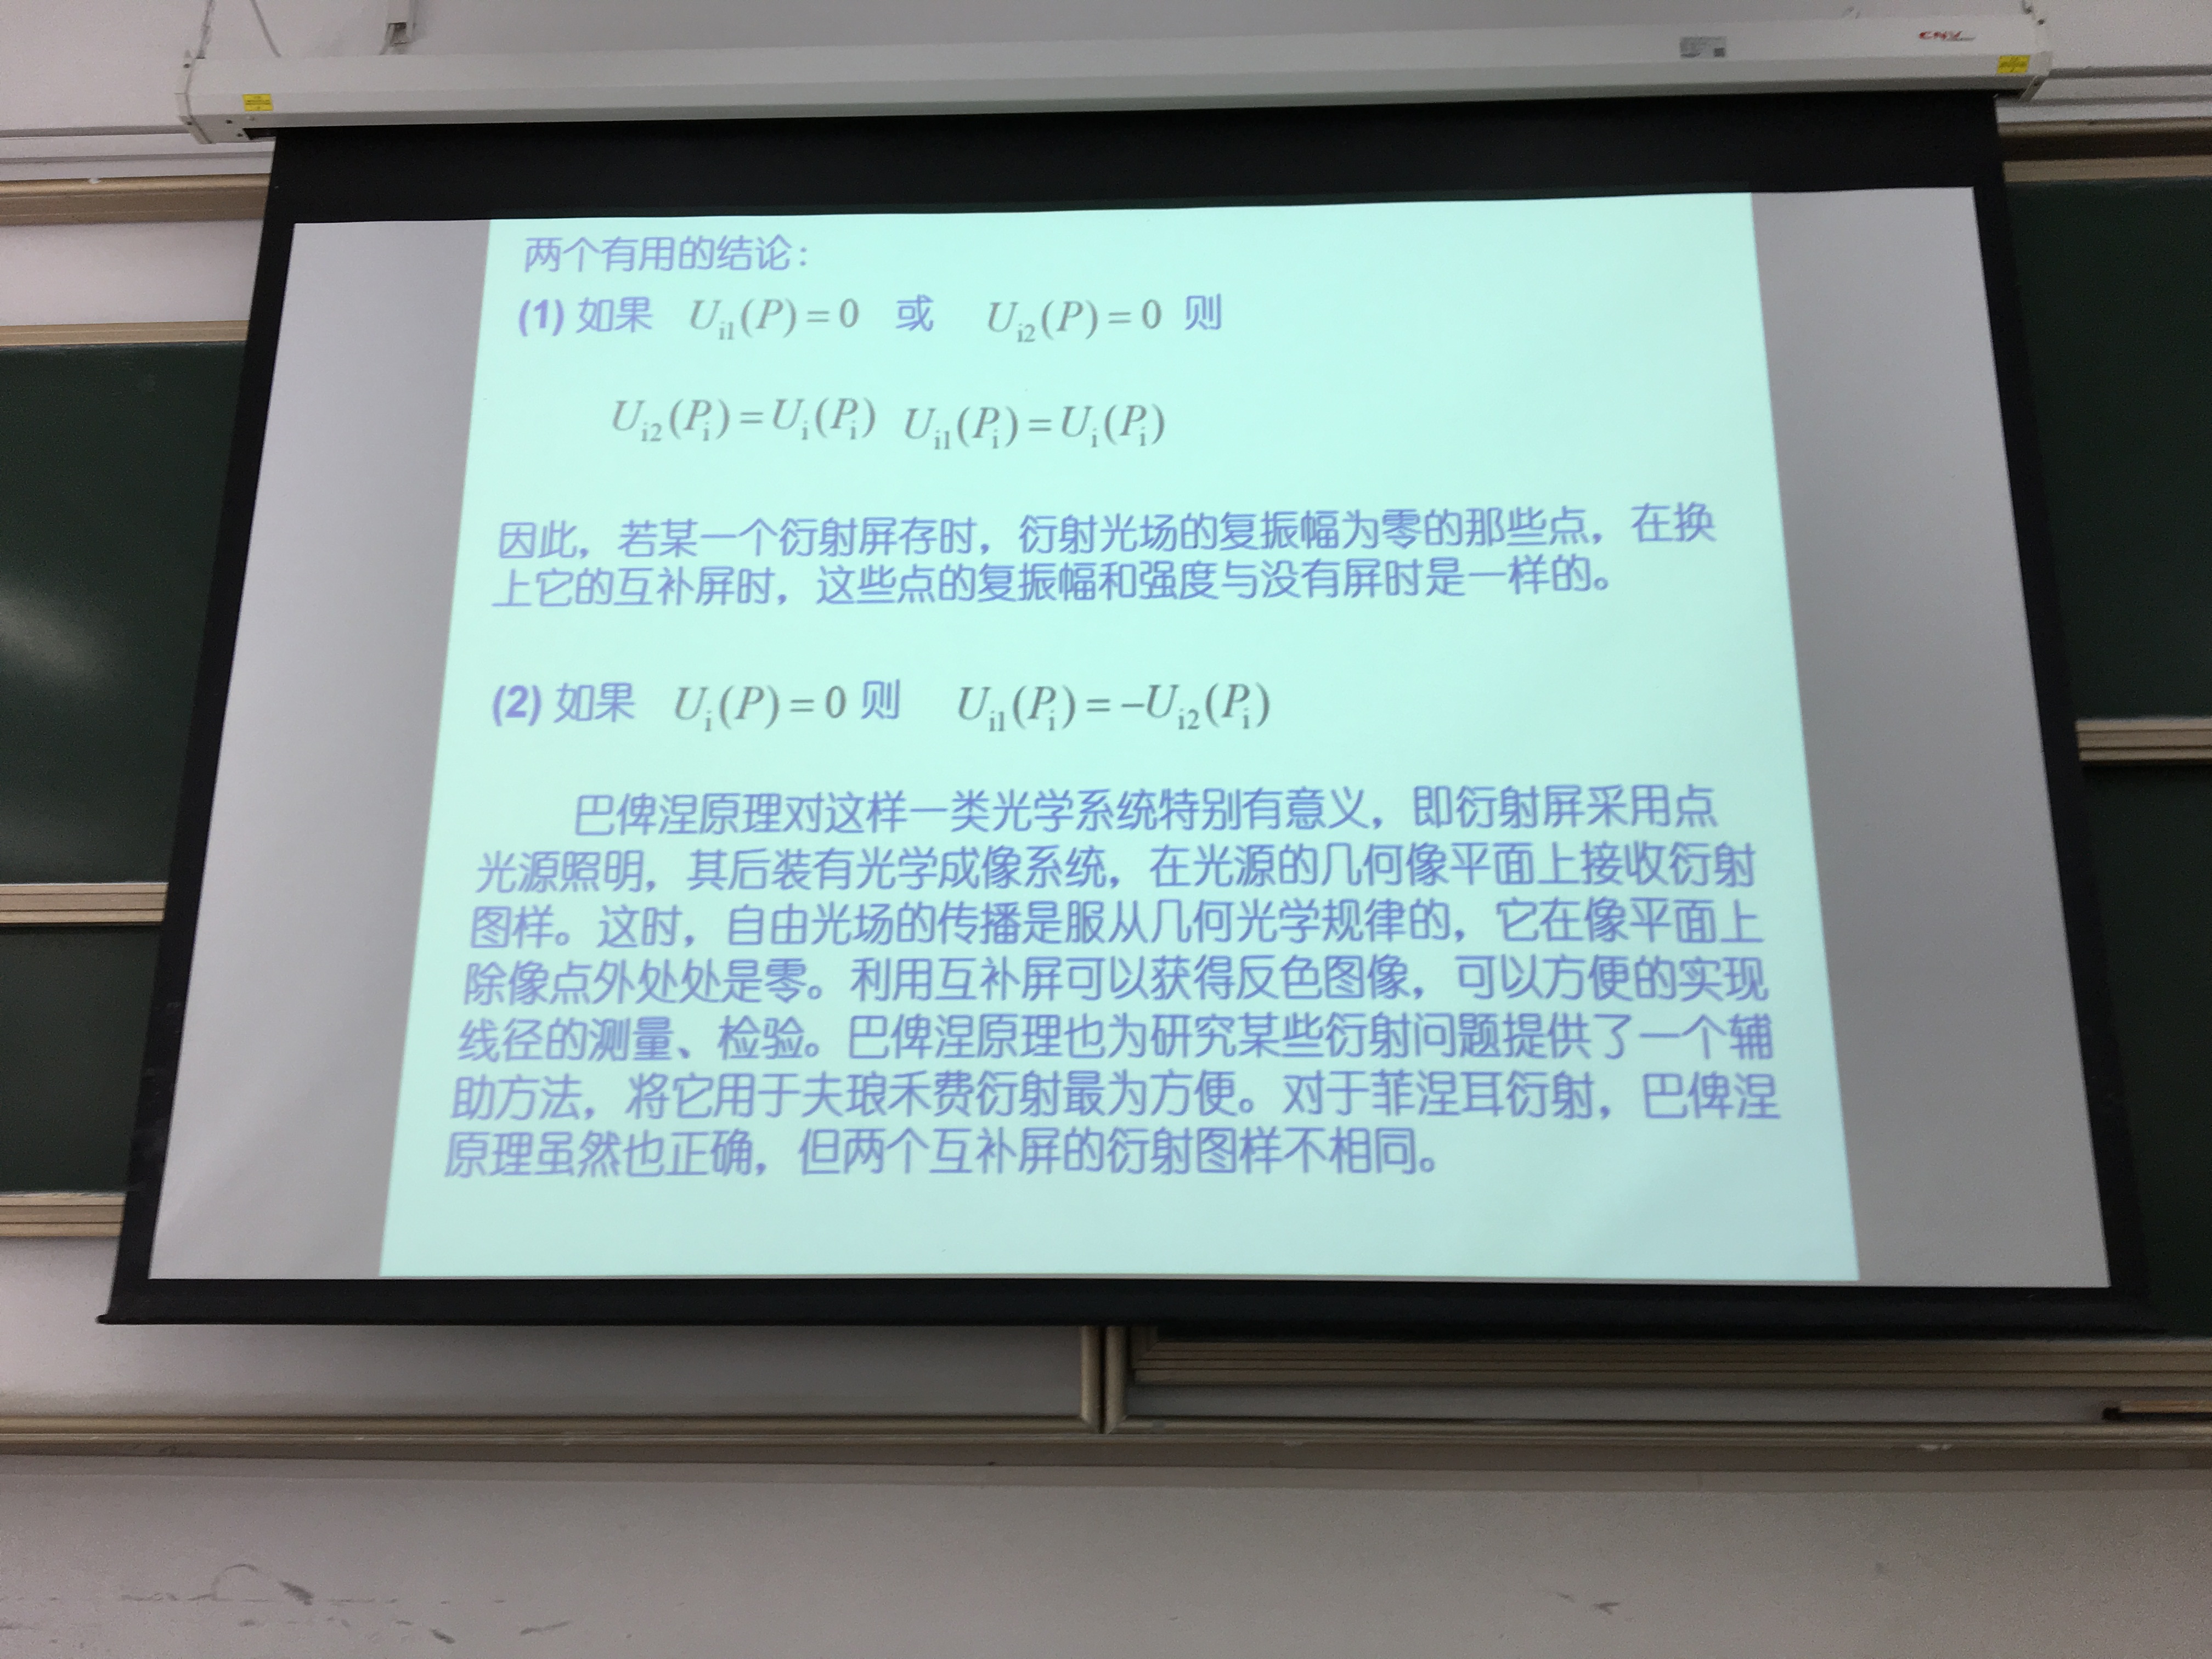 CNV
两个有用的结论：
(1) 如果 U_{i1}(P)=0 或 U_{i2}(P)=0 则
U_{i2}(P_i)=U_i(P_i) U_{i1}(P_i)=U_i(P_i)
因此，若某一个衍射屏存时，衍射光场的复振幅为零的那些点，在换
上它的互补屏时，这些点的复振幅和强度与没有屏时是一样的。
(2) 如果 U_i(P)=0 则 U_{i1}(P_i)=-U_{i2}(P_i)
巴俾涅原理对这样一类光学系统特别有意义，即衍射屏采用点
光源照明，其后装有光学成像系统，在光源的几何像平面上接收衍射
图样。这时，自由光场的传播是服从几何光学规律的，它在像平面上
除像点外处处是零。利用互补屏可以获得反色图像，可以方便的实现
线径的测量、检验。巴俾涅原理也为研究某些衍射问题提供了一个辅
助方法，将它用于夫琅禾费衍射最为方便。对于菲涅耳衍射，巴俾涅
原理虽然也正确，但两个互补屏的衍射图样不相同。